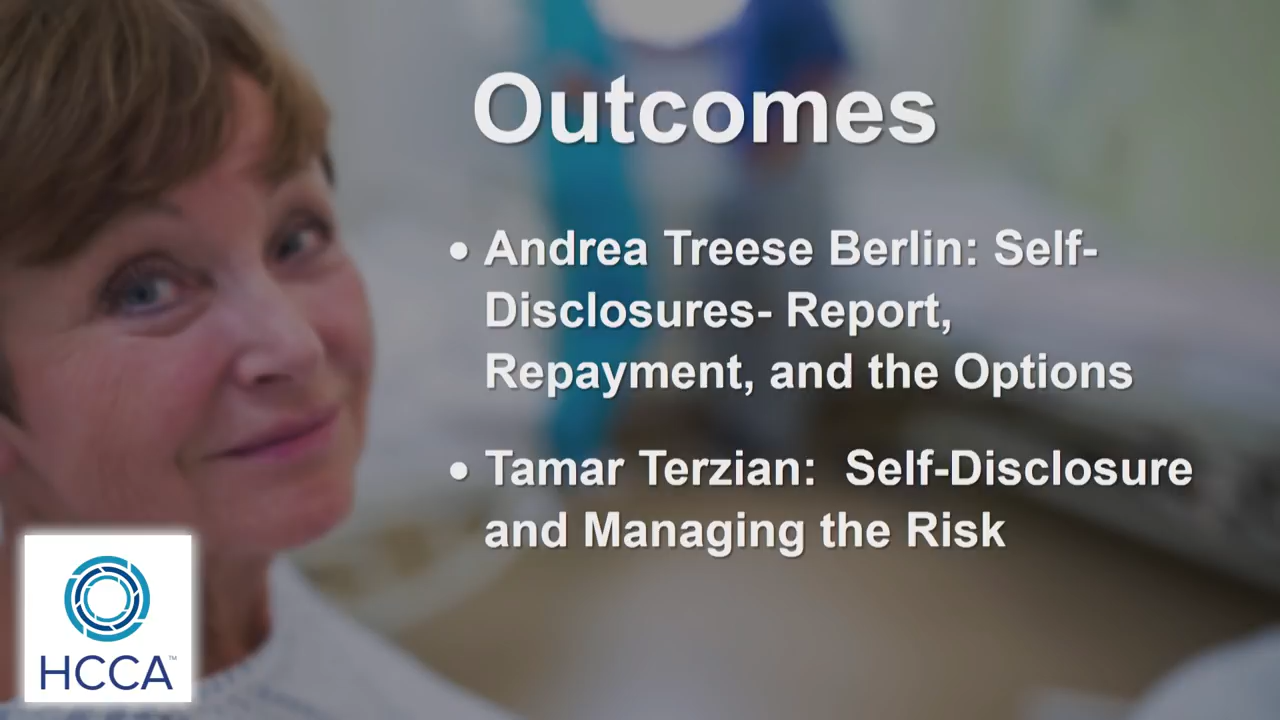 Outcomes
• Andrea Treese Berlin: Self-
Disclosures- Report,
Repayment, and the Options
• Tamar Terzian: Self-Disclosure
and Managing the Risk
HCCA™